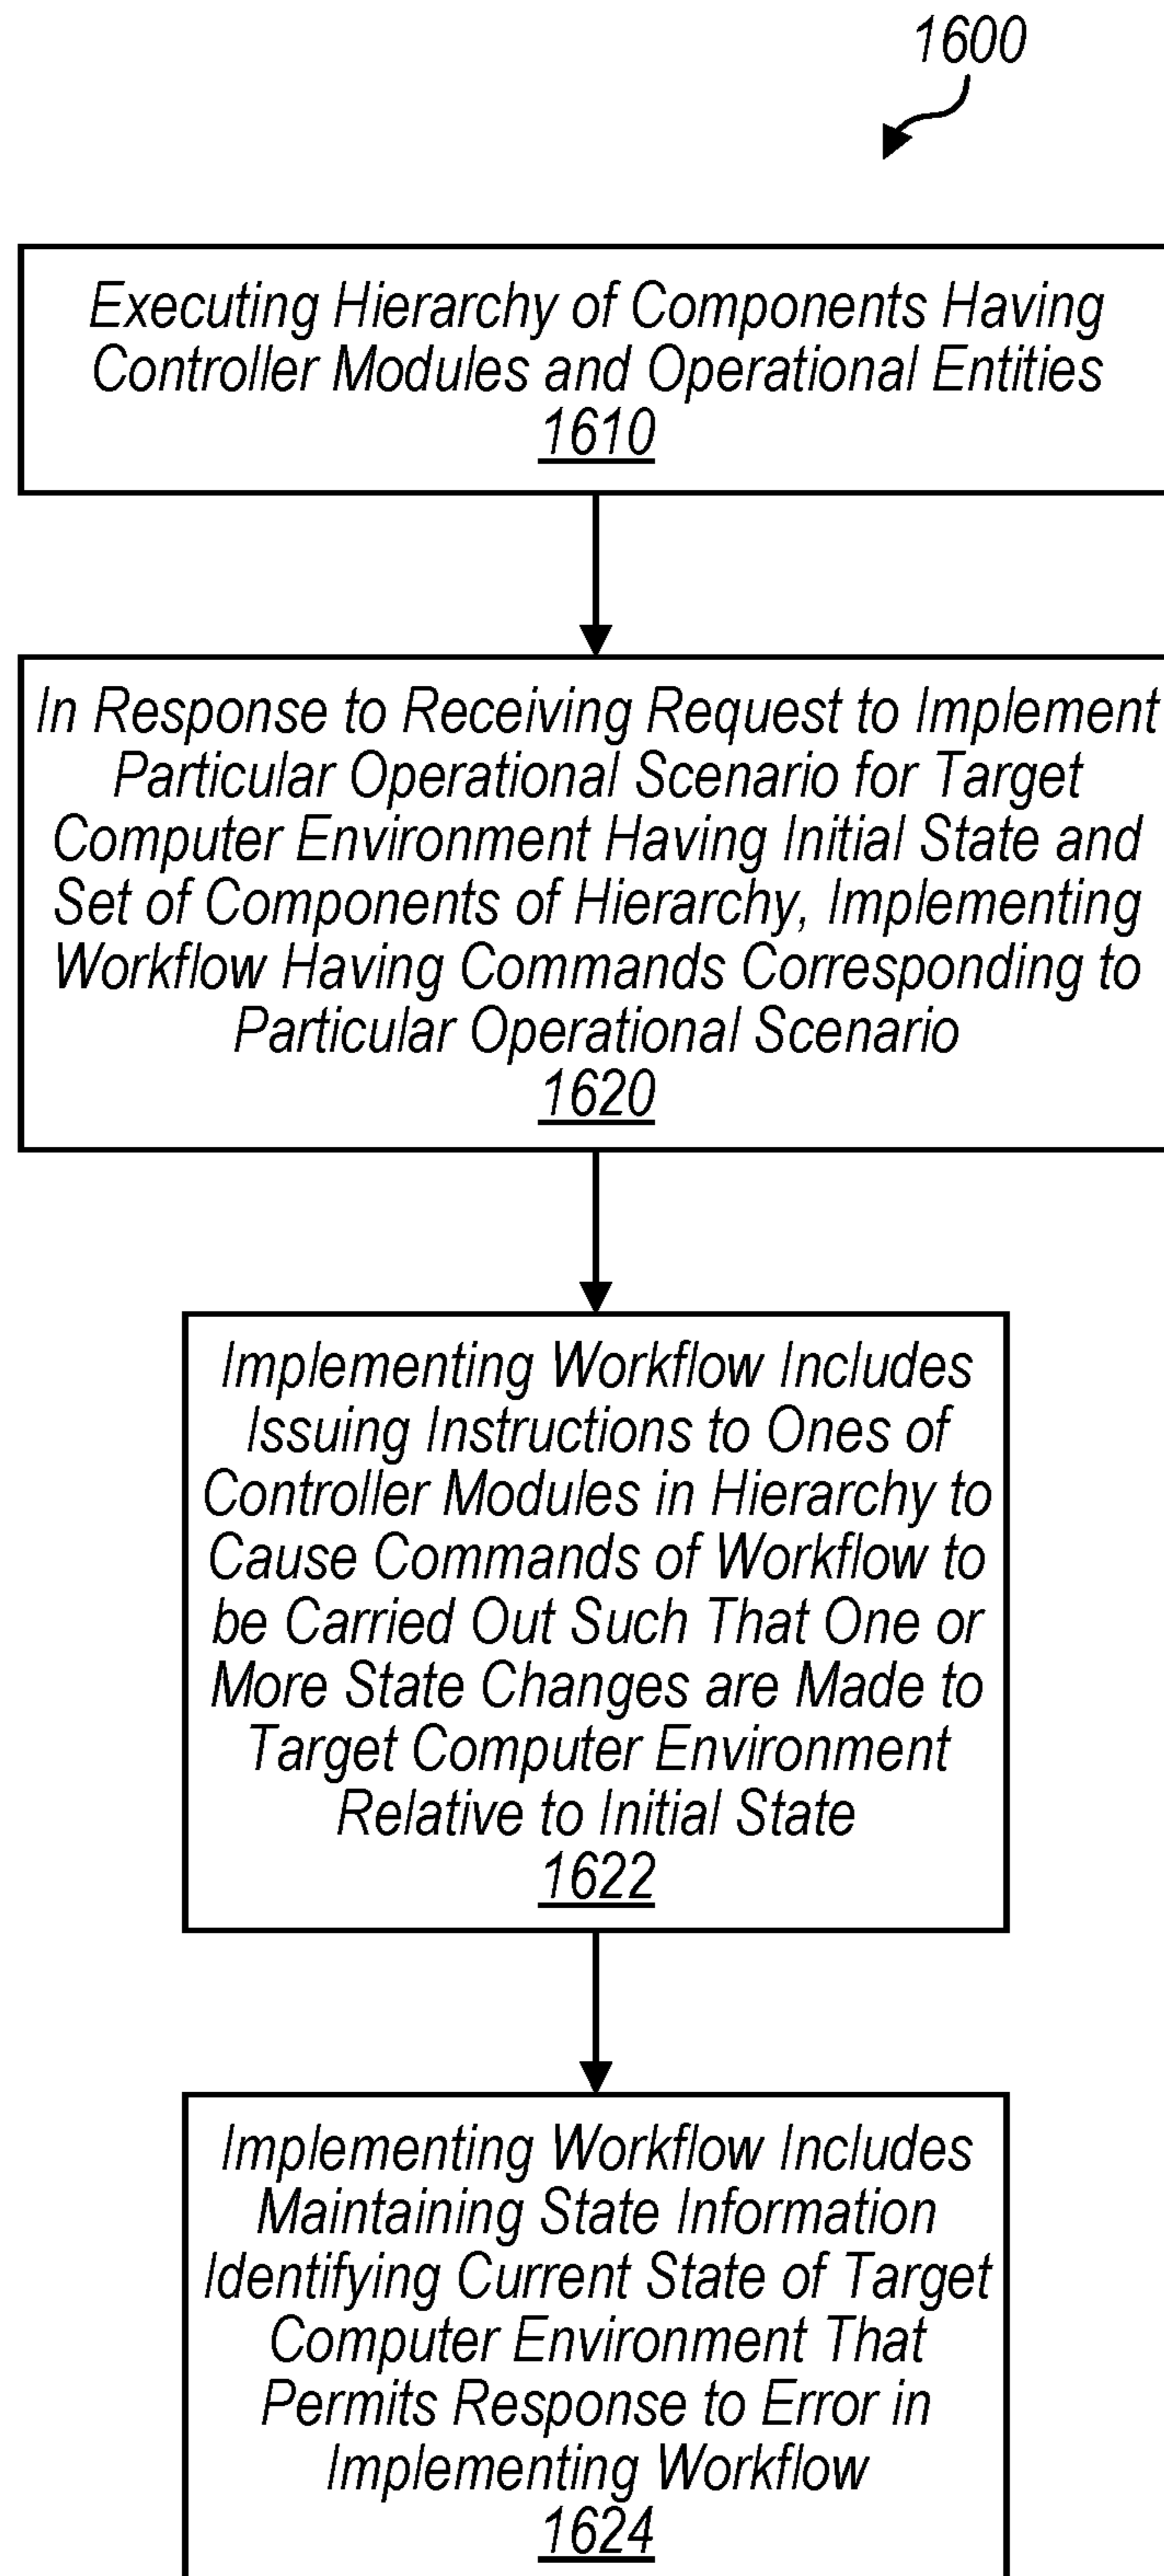 1600
Executing Hierarchy of Components Having
Controller Modules and Operational Entities
1610
In Response to Receiving Request to Implement
Particular Operational Scenario for Target
Computer Environment Having Initial State and
Set of Components of Hierarchy, Implementing
Workflow Having Commands Corresponding to
Particular Operational Scenario
1620
Implementing Workflow Includes
Issuing Instructions to Ones of
Controller Modules in Hierarchy to
Cause Commands of Workflow to
be Carried Out Such That One or
More State Changes are Made to
Target Computer Environment
Relative to Initial State
1622
Implementing Workflow Includes
Maintaining State Information
Identifying Current State of Target
Computer Environment That
Permits Response to Error in
Implementing Workflow
1624